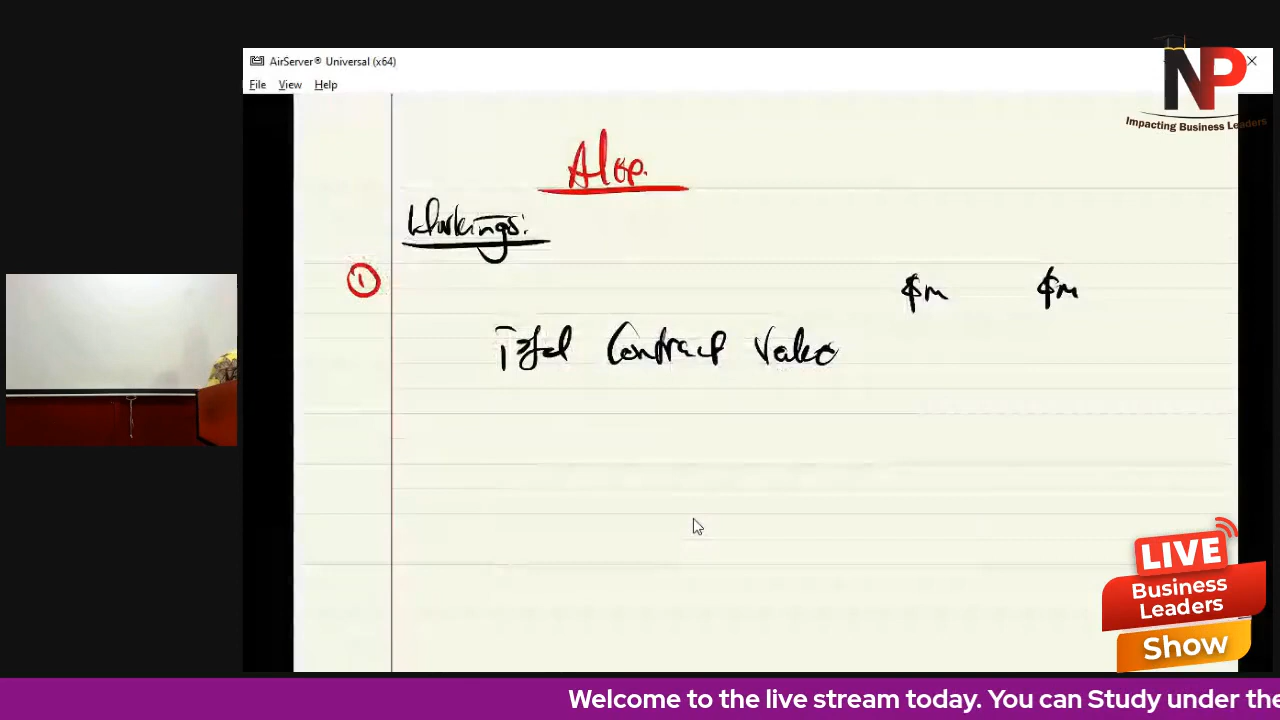 AirServer® Universal (x64)
File View Help
NP
Impacting Business Leaders
Alop.
Workings:
1
$m $m
Total Contract Value
LIVE
Business
Leaders
Show
Welcome to the live stream today. You can Study under the